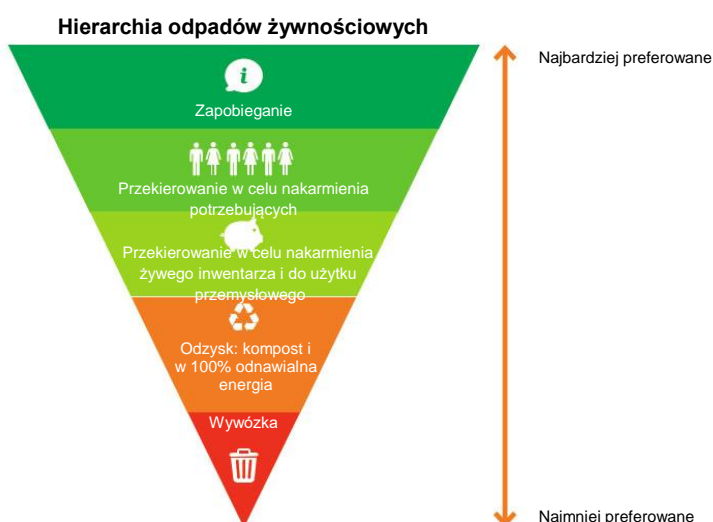 Hierarchia odpadów żywnościowych
Najbardziej preferowane
i
Zapobieganie
Przekierowanie w celu nakarmienia
potrzebujących
Przekierowanie w celu nakarmienia
żywego inwentarza i do użytku
przemysłowego
Odzysk: kompost i
w 100% odnawialna
energia
Wywózka
Najmniej preferowane